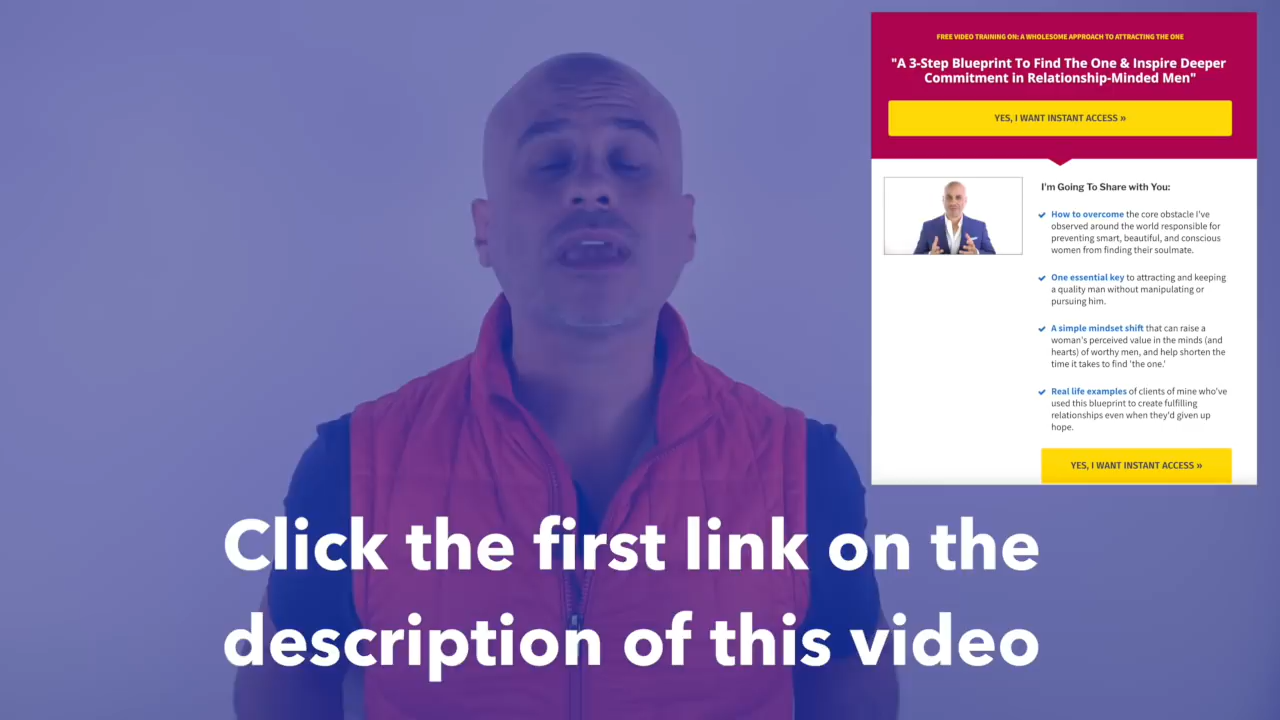 FREE VIDEO TRAINING ON: A WHOLESOME APPROACH TO ATTRACTING THE ONE
"A 3-Step Blueprint To Find The One & Inspire Deeper
Commitment in Relationship-Minded Men"
YES, I WANT INSTANT ACCESS »
I'm Going To Share with You:
How to overcome the core obstacle I've
observed around the world responsible for
preventing smart, beautiful, and conscious
women from finding their soulmate.
One essential key to attracting and keeping
a quality man without manipulating or
pursuing him.
A simple mindset shift that can raise a
woman's perceived value in the minds (and
hearts) of worthy men, and help shorten the
time it takes to find 'the one.'
Real life examples of clients of mine who've
used this blueprint to create fulfilling
relationships even when they'd given up
hope.
YES, I WANT INSTANT ACCESS »
Click the first link on the
description of this video